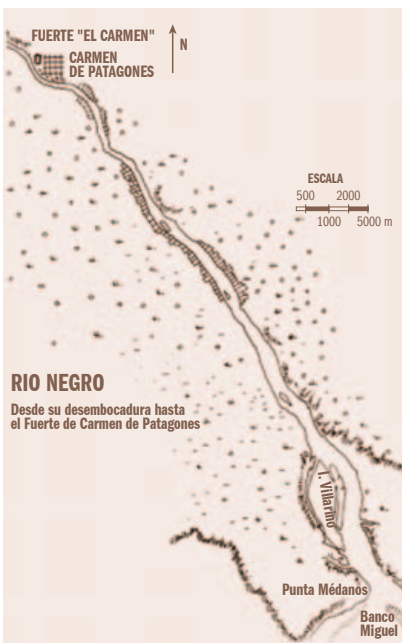 FUERTE "EL CARMEN"
N
CARMEN
DE PATAGONES
ESCALA
500 2000
1000 5000 m
RIO NEGRO
Desde su desembocadura hasta
el Fuerte de Carmen de Patagones
I. Villarino
Punta Médanos
Banco
Miguel